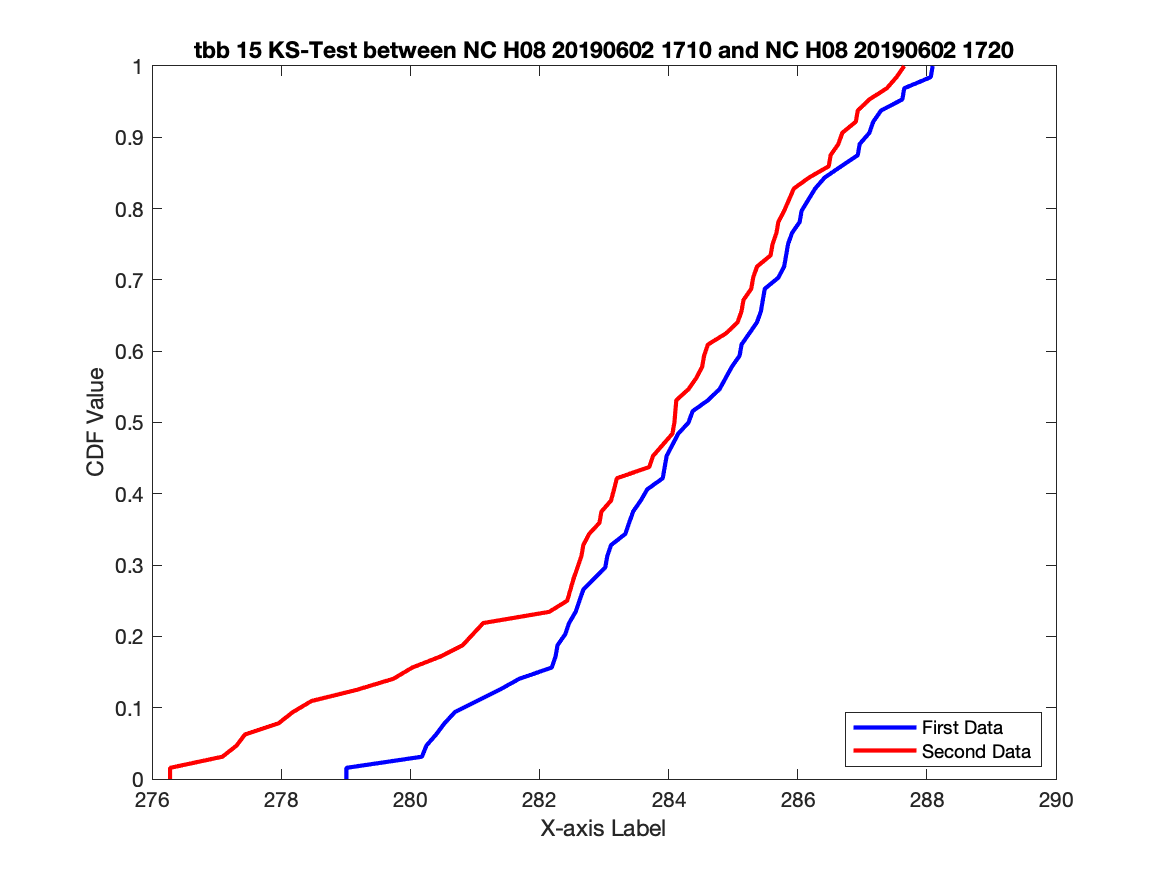 tbb 15 KS-Test between NC H08 20190602 1710 and NC H08 20190602 1720
1
0.9
0.8
0.7
0.6
0.5
0.4
0.3
0.2
0.1
0
CDF Value
First Data
Second Data
276 278 280 282 284 286 288 290
X-axis Label